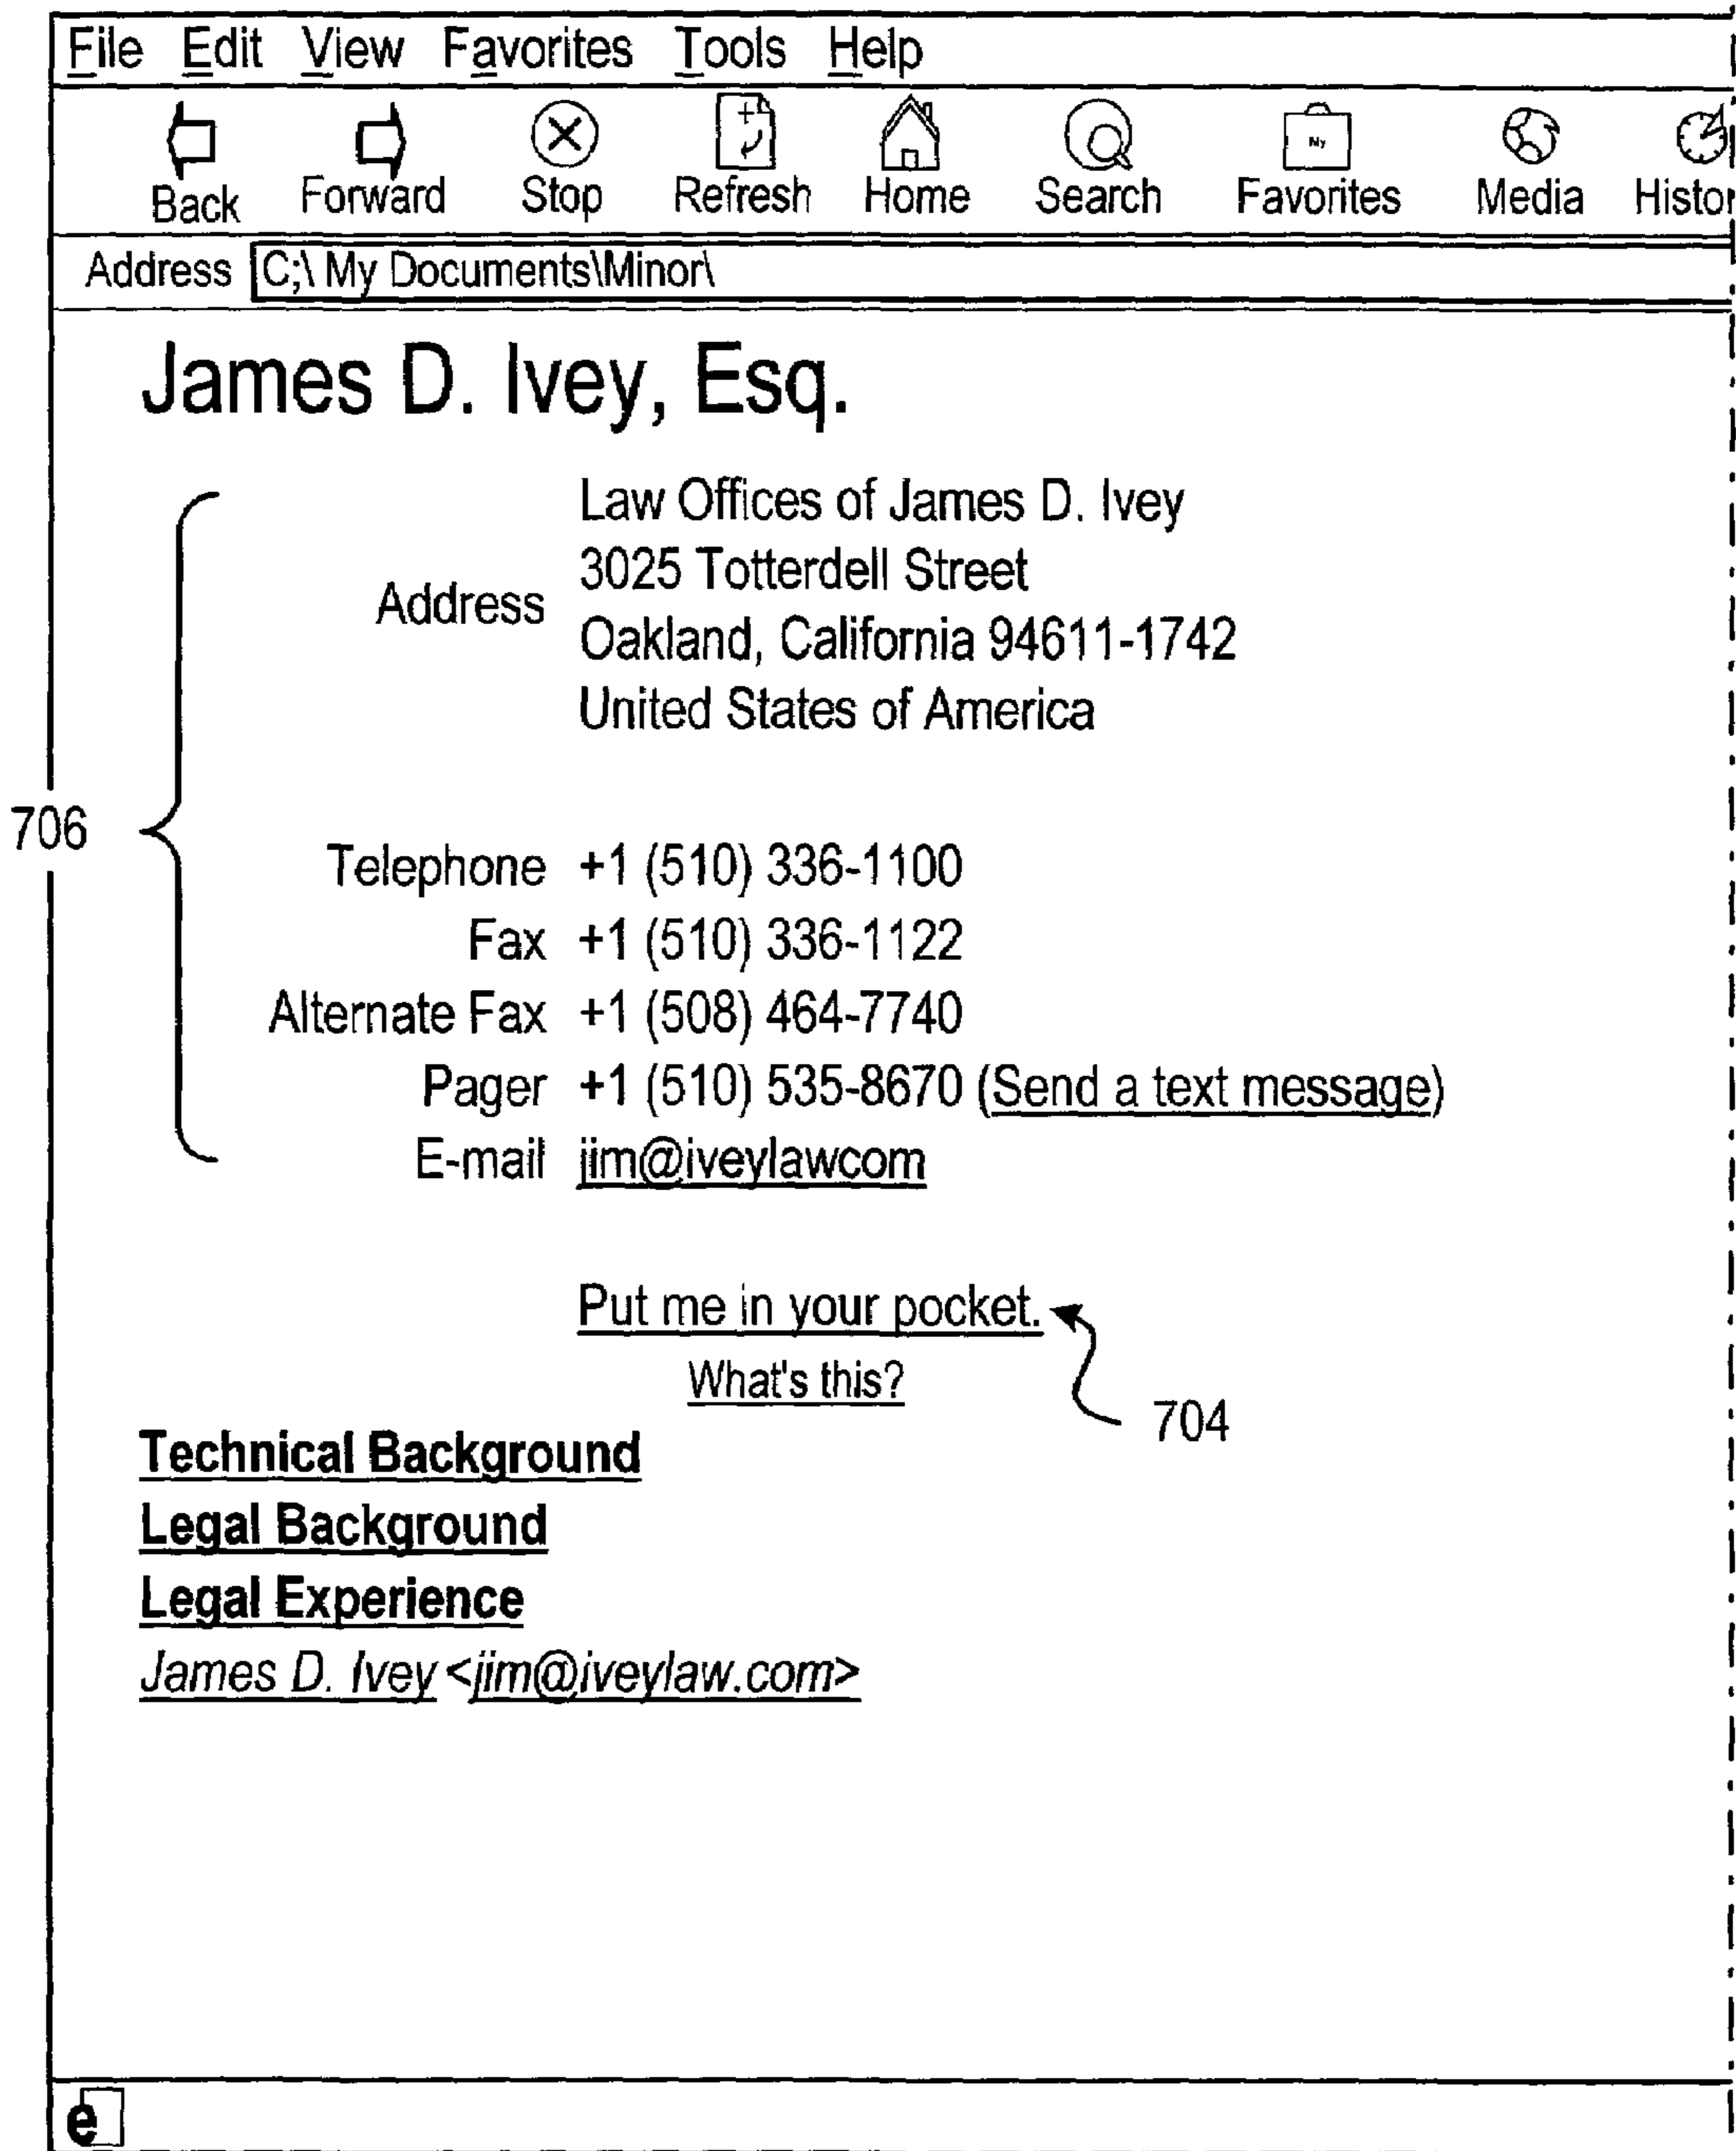 File Edit View Favorites Tools Help
Back Forward Stop Refresh Home Search My Favorites Media Histor
Address C;\ My Documents\Minor\
James D. Ivey, Esq.
Law Offices of James D. Ivey
3025 Totterdell Street
Address
Oakland, California 94611-1742
United States of America
706
Telephone +1 (510) 336-1100
Fax +1 (510) 336-1122
Alternate Fax +1 (508) 464-7740
Pager +1 (510) 535-8670 (Send a text message)
E-mail jim@iveylawcom
Put me in your pocket.
What's this?
704
Technical Background
Legal Background
Legal Experience
James D. Ivey <jim@iveylaw.com>
e